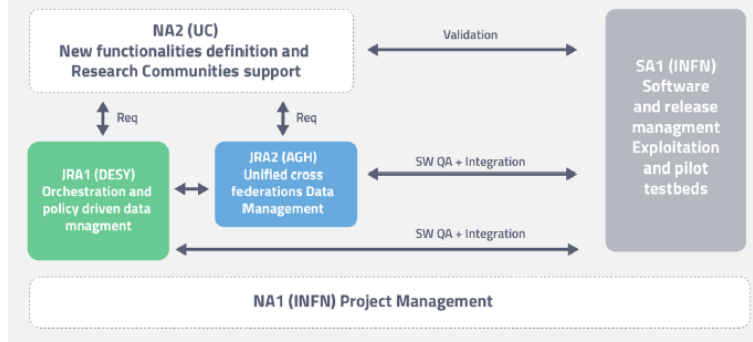 NA2 (UC)
New functionalities definition and
Research Communities support
Validation
SA1 (INFN)
Software
and release
managment
Exploitation
and pilot
testbeds
Req
Req
JRA1 (DESY)
Orchestration and
policy driven data
mnagment
JRA2 (AGH)
Unified cross
federations Data
Management
SW QA + Integration
SW QA + Integration
NA1 (INFN) Project Management